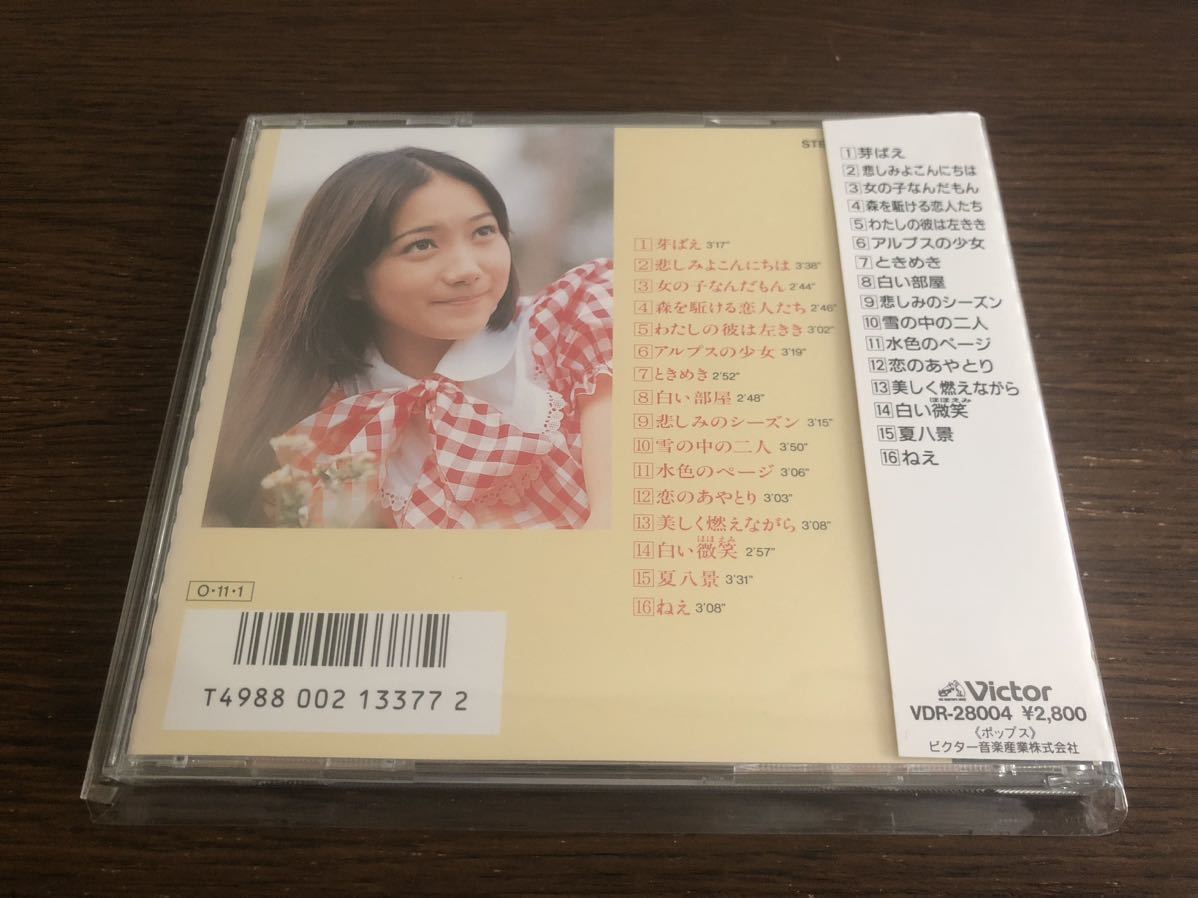 STE
1 芽ばえ 3'17"
2 悲しみよこんにちは 3'38"
3 女の子なんだもん 2'44"
4 森を駈ける恋人たち 2'46"
5 わたしの彼は左きき 3'02"
6 アルプスの少女 3'19"
7 ときめき 2'52"
8 白い部屋 2'48"
9 悲しみのシーズン 3'15"
10 雪の中の二人 3'50"
11 水色のページ 3'06"
12 恋のあやとり 3'03"
13 美しく燃えながら 3'08"
ほほえみ
14 白い微笑 2'57"
15 夏八景 3'31"
16 ねえ 3'08"
O・11・1
T4988 002 13377 2
1 芽ばえ
2 悲しみよこんにちは
3 女の子なんだもん
4 森を駈ける恋人たち
5 わたしの彼は左きき
6 アルプスの少女
7 ときめき
8 白い部屋
9 悲しみのシーズン
10 雪の中の二人
11 水色のページ
12 恋のあやとり
13 美しく燃えながら
ほほえみ
14 白い微笑
15 夏八景
16 ねえ
Victor
VDR-28004 ¥2,800
《ポップス》
ビクター音楽産業株式会社